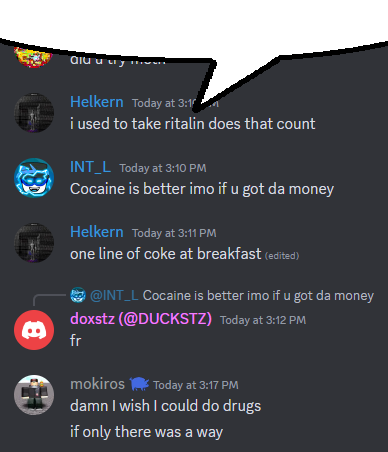 did u try meth
Helkern Today at 3:10 PM
i used to take ritalin does that count
INT_L Today at 3:10 PM
Cocaine is better imo if u got da money
Helkern Today at 3:11 PM
one line of coke at breakfast (edited)
@INT_L Cocaine is better imo if u got da money
doxstz (@DUCKSTZ) Today at 3:12 PM
fr
mokiros Today at 3:17 PM
damn I wish I could do drugs
if only there was a way